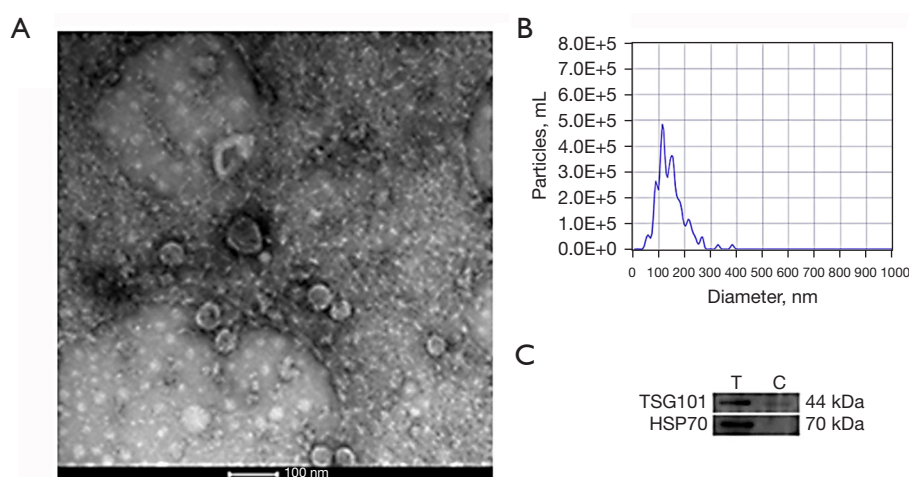 A
100 nm
B
Particles, mL
8.0E+5
7.0E+5
6.0E+5
5.0E+5
4.0E+5
3.0E+5
2.0E+5
1.0E+5
0.0E+0
0 100 200 300 400 500 600 700 800 900 1000
Diameter, nm
C
T C
TSG101 44 kDa
HSP70 70 kDa